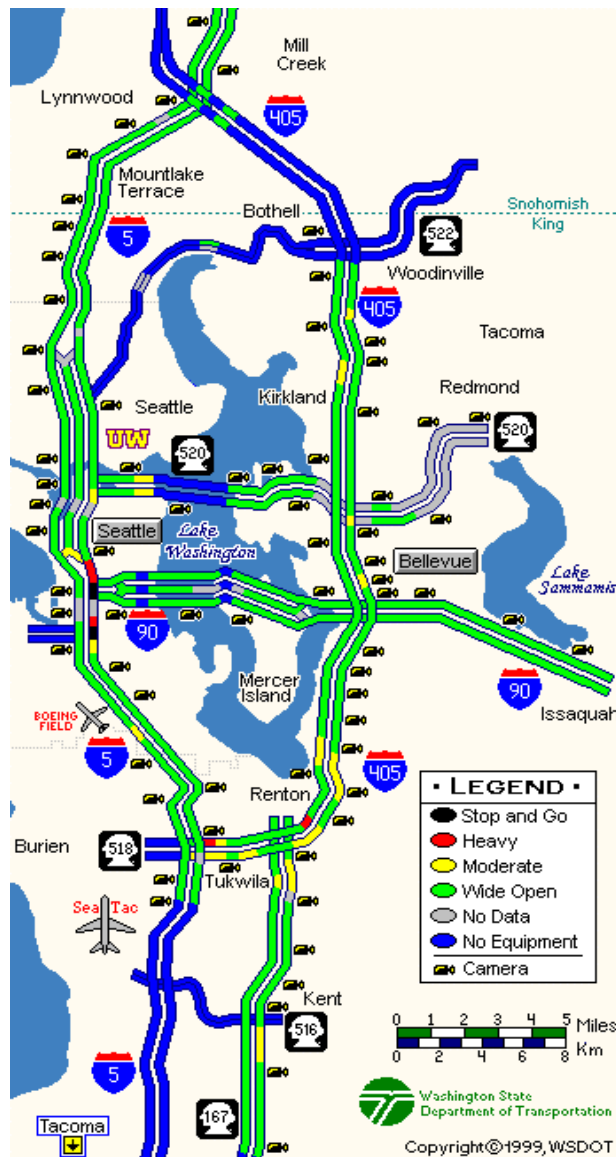 Mill
Creek
Lynnwood
405
Mountlake
Terrace
Bothell
Snohomish
King
5
522
Woodinville
405
Tacoma
Redmond
Kirkland
Seattle
UW
520
520
Seattle
Lake
Washington
Bellevue
Lake
Sammamis
90
Mercer
Island
90
Issaquah
BOEING
FIELD
5
405
Renton
• LEGEND •
Stop and Go
Heavy
Moderate
Wide Open
No Data
No Equipment
Camera
Burien
518
Tukwila
Sea Tac
Kent
516
0 1 2 3 4 5 Miles
0 2 4 6 8 Km
5
167
Washington State
Department of Transportation
Tacoma
Copyright©1999, WSDOT